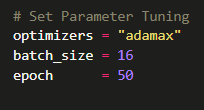 # Set Parameter Tuning
optimizers = "adamax"
batch_size = 16
epoch      = 50